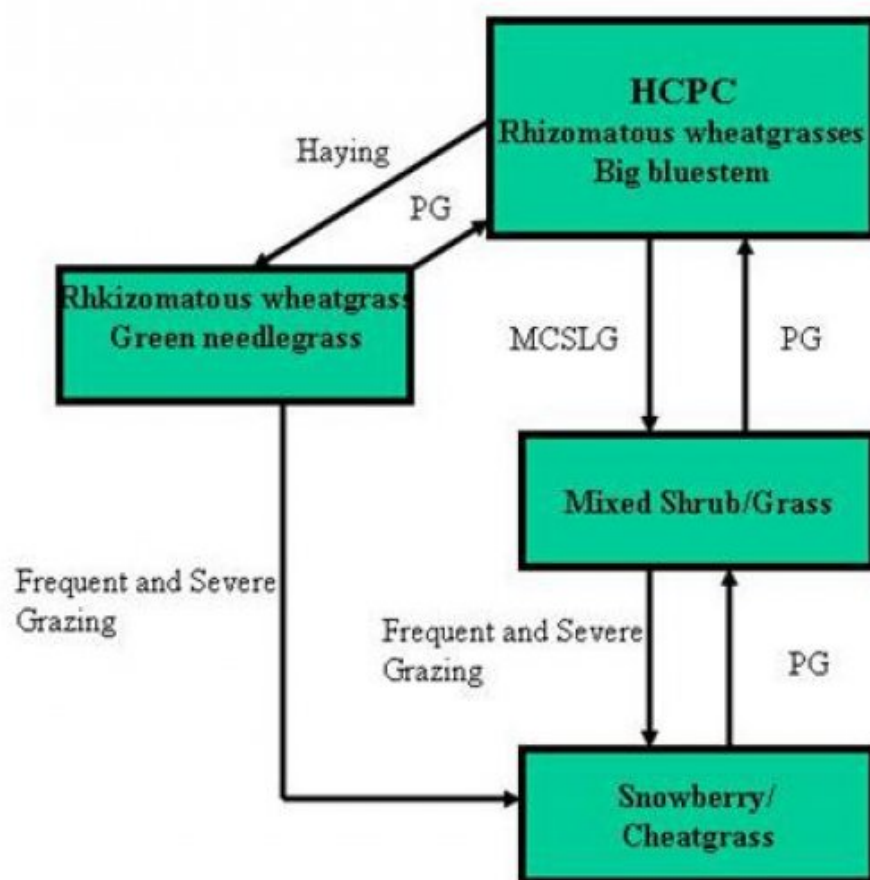 HCPC
Rhizomatous wheatgrasses
Big bluestem
Haying
PG
Rhkizomatous wheatgrass
Green needlegrass
MCSLG
PG
Mixed Shrub/Grass
Frequent and Severe
Grazing
Frequent and Severe
Grazing
PG
Snowberry/
Cheatgrass